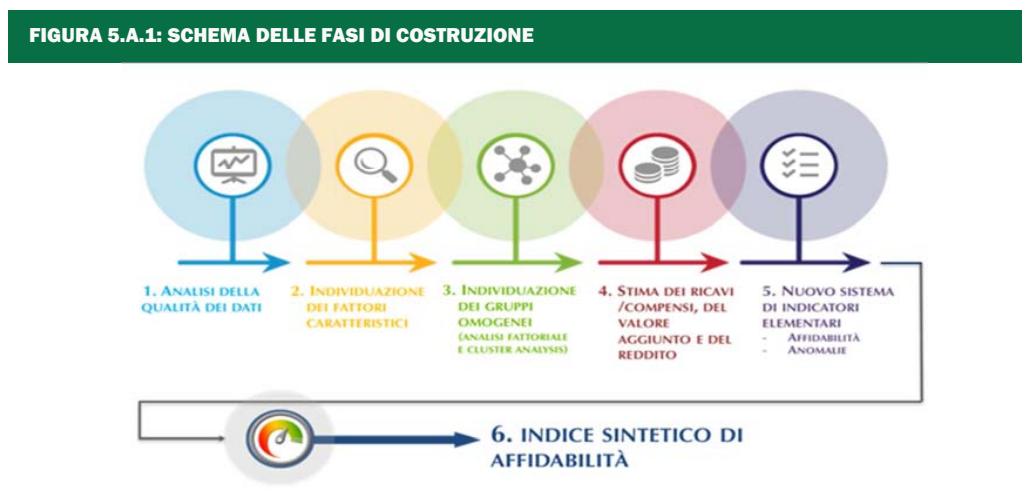 FIGURA 5.A.1: SCHEMA DELLE FASI DI COSTRUZIONE
1. ANALISI DELLA
QUALITÀ DEI DATI
2. INDIVIDUAZIONE
DEI FATTORI
CARATTERISTICI
3. INDIVIDUAZIONE
DEI GRUPPI
OMOGENEI
(ANALISI FATTORIALE
E CLUSTER ANALYSIS)
4. STIMA DEI RICAVI
/COMPENSI, DEL
VALORE
AGGIUNTO E DEL
REDDITO
5. NUOVO SISTEMA
DI INDICATORI
ELEMENTARI
- AFFIDABILITÀ
- ANOMALIE
6. INDICE SINTETICO DI
AFFIDABILITÀ